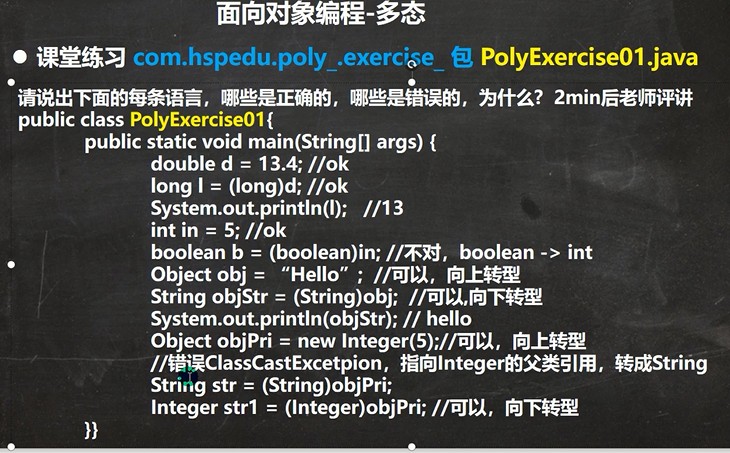 面向对象编程-多态
● 课堂练习 com.hspedu.poly_.exercise_ 包 PolyExercise01.java
请说出下面的每条语言，哪些是正确的，哪些是错误的，为什么？2min后老师评讲
public class PolyExercise01{
public static void main(String[] args) {
double d = 13.4; //ok
long l = (long)d; //ok
System.out.println(l); //13
int in = 5; //ok
boolean b = (boolean)in; //不对，boolean -> int
Object obj = “Hello”; //可以，向上转型
String objStr = (String)obj; //可以,向下转型
System.out.println(objStr); // hello
Object objPri = new Integer(5);//可以，向上转型
//错误ClassCastExcetpion，指向Integer的父类引用，转成String
String str = (String)objPri;
Integer str1 = (Integer)objPri; //可以，向下转型
}}